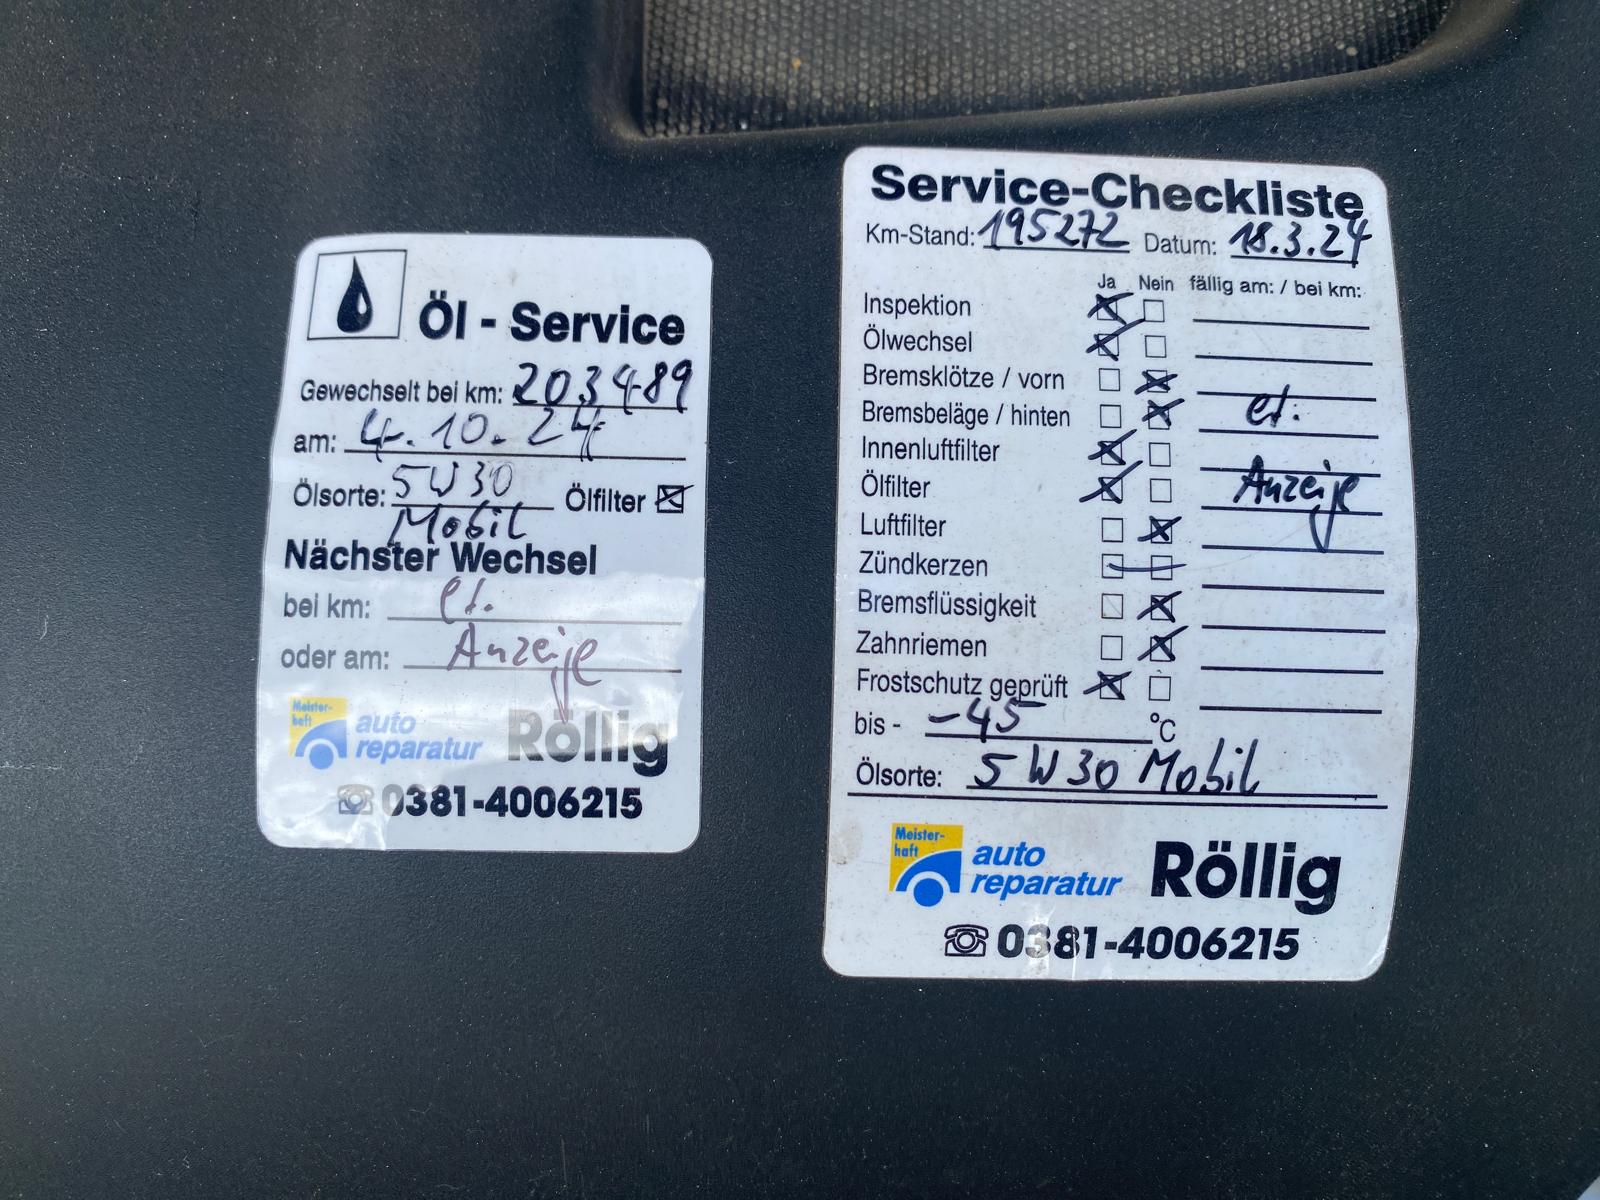 Öl - Service
Gewechselt bei km: 203489
am: 4.10.24
Ölsorte: 5W30 Ölfilter
Mobil
Nächster Wechsel
bei km: lt.
oder am: Anzeige
Meister-
haft
auto
reparatur Röllig
0381-4006215
Service-Checkliste
Km-Stand: 195272 Datum: 18.3.24
Ja Nein fällig am: / bei km:
Inspektion
Ölwechsel
Bremsklötze / vorn
Bremsbeläge / hinten lt.
Innenluftfilter
Ölfilter Anzeige
Luftfilter
Zündkerzen
Bremsflüssigkeit
Zahnriemen
Frostschutz geprüft
bis - -45 °C
Ölsorte: 5W30 Mobil
Meister-
haft
auto
reparatur Röllig
0381-4006215